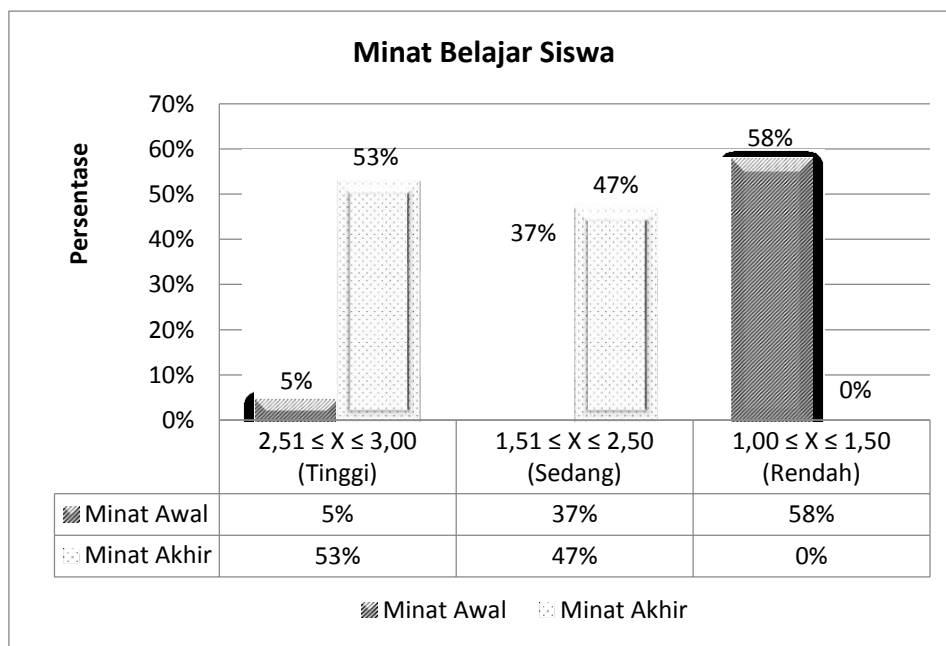 Minat Belajar Siswa
Persentase
70%
60%
50%
40%
30%
20%
10%
0%
5%
53%
37%
47%
58%
0%
2,51 ≤ X ≤ 3,00 (Tinggi)
1,51 ≤ X ≤ 2,50 (Sedang)
1,00 ≤ X ≤ 1,50 (Rendah)
Minat Awal 5% 37% 58%
Minat Akhir 53% 47% 0%
Minat Awal Minat Akhir